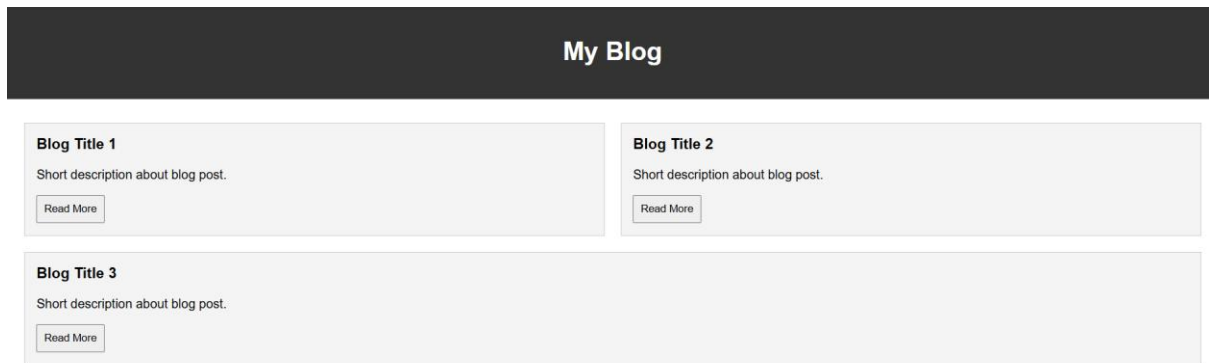 My Blog
Blog Title 1
Short description about blog post.
Read More
Blog Title 2
Short description about blog post.
Read More
Blog Title 3
Short description about blog post.
Read More